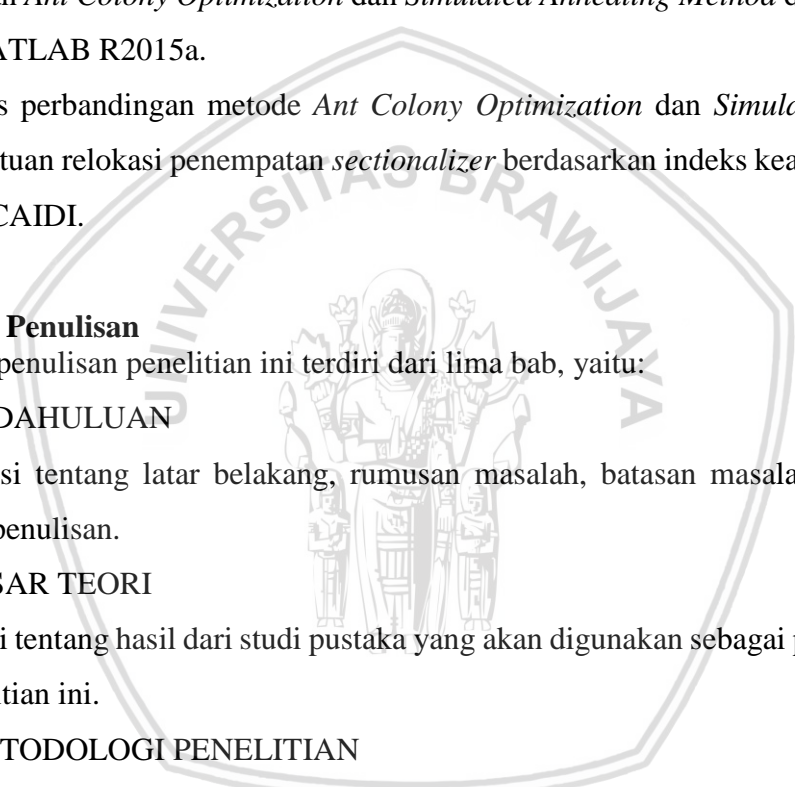 Ant Colony Optimization dan Simulated Annealing Method
ATLAB R2015a.
s perbandingan metode Ant Colony Optimization dan Simula
tuan relokasi penempatan sectionalizer berdasarkan indeks kea
CAIDI.
UNIVERSITAS BRAWIJAYA
Penulisan
penulisan penelitian ini terdiri dari lima bab, yaitu:
DAHULUAN
si tentang latar belakang, rumusan masalah, batasan masala
penulisan.
SAR TEORI
i tentang hasil dari studi pustaka yang akan digunakan sebagai p
tian ini.
TODOLOGI PENELITIAN